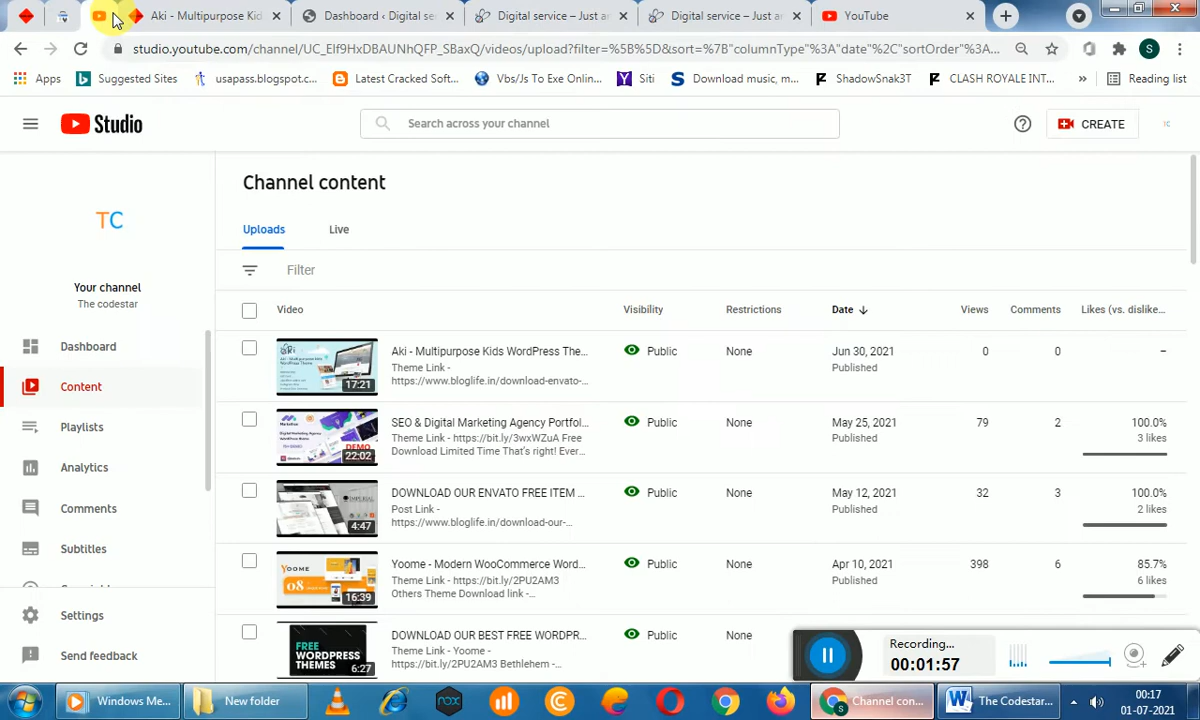 Aki - Multipurpose Kid
Dashboard ‹ Digital se
Digital service – Just a
Digital service – Just a
YouTube
studio.youtube.com/channel/UC_EIf9HxDBAUNhQFP_SBaxQ/videos/upload?filter=%5B%5D&sort=%7B"columnType"%3A"date"%2C"sortOrder"%3A...
S
Apps
Suggested Sites
usapass.blogspot.c...
Latest Cracked Sof...
Vbs/Js To Exe Onlin...
Siti
Download music, m...
ShadowSnak3T
CLASH ROYALE INT...
»
Reading list
Studio
Search across your channel
CREATE
TC
Channel content
TC
Uploads
Live
Filter
Your channel
The codestar
Video
Visibility
Restrictions
Date
Views
Comments
Likes (vs. dislike...
Dashboard
Content
Playlists
Analytics
Comments
Subtitles
Settings
Send feedback
17:21
Aki - Multipurpose Kids WordPress The...
Theme Link -
https://www.bloglife.in/download-envato-...
Public
None
Jun 30, 2021
Published
0
0
–
22:02
SEO & Digital Marketing Agency Portfol...
Theme Link - https://bit.ly/3wxWZuA Free
Download Limited Time That's right! Ever...
Public
None
May 25, 2021
Published
79
2
100.0%
3 likes
4:47
DOWNLOAD OUR ENVATO FREE ITEM ...
Post Link -
https://www.bloglife.in/download-our-...
Public
None
May 12, 2021
Published
32
3
100.0%
2 likes
YOOME
08
16:39
Yoome - Modern WooCommerce Word...
Theme Link - https://bit.ly/2PU2AM3
Others Theme Download link -...
Public
None
Apr 10, 2021
Published
398
6
85.7%
6 likes
FREE
WORDPRESS
THEMES
6:27
DOWNLOAD OUR BEST FREE WORDPR...
Theme Link - Yoome -
https://bit.ly/2PU2AM3 Bethlehem -...
Public
None
Recording...
00:01:57
Windows Me...
New folder
Channel con...
The Codestar...
00:17
01-07-2021